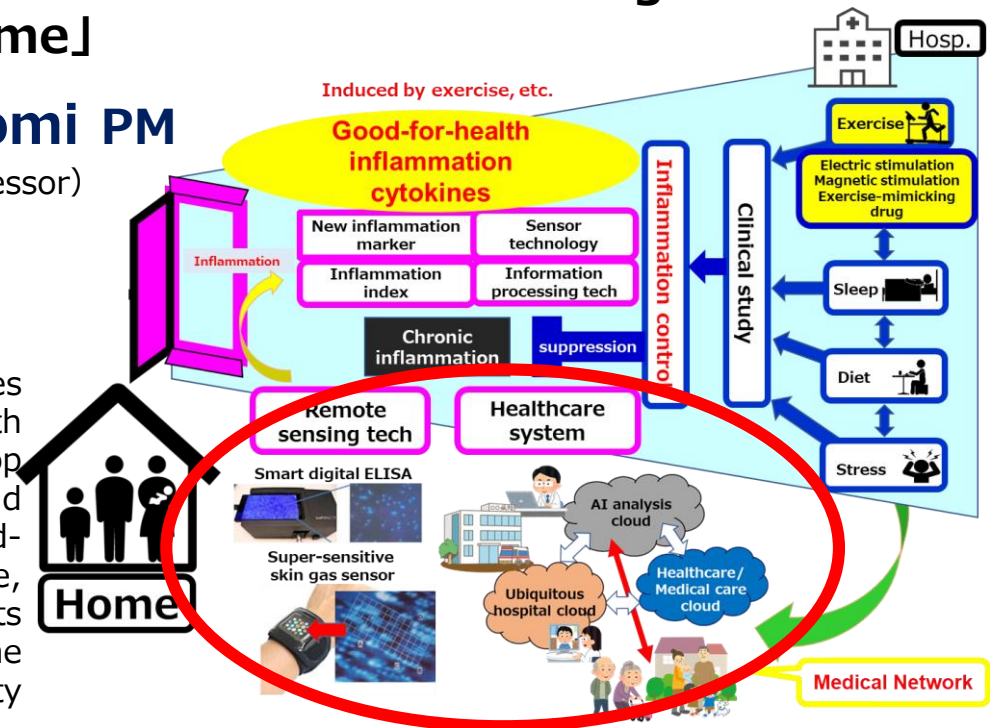 me」
omi PM
essor）
es
th
op
nd
d-
e,
ts
ne
ty
Home
Hosp.
Induced by exercise, etc.
Good-for-health
inflammation
cytokines
New inflammation
marker
Sensor
technology
Inflammation
index
Information
processing tech
Inflammation
Chronic
inflammation
suppression
Inflammation control
Clinical study
Exercise
Electric stimulation
Magnetic stimulation
Exercise-mimicking
drug
Sleep
Diet
Stress
Remote
sensing tech
Healthcare
system
Smart digital ELISA
Super-sensitive
skin gas sensor
AI analysis
cloud
Ubiquitous
hospital cloud
Healthcare/
Medical care
cloud
Medical Network